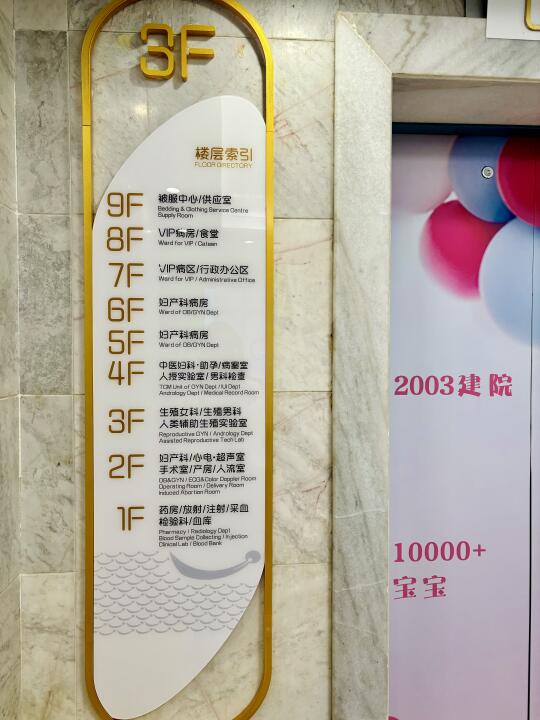 3F
楼层索引
FLOOR DIRECTORY
9F
被服中心/供应室
Bedding & Clothing Service Centre
Supply Room
8F
VIP病房/食堂
Ward for VIP / Cateen
7F
VIP病区/行政办公区
Ward for VIP / Administrative Office
6F
妇产科病房
Ward of OB/GYN Dept
5F
妇产科病房
Ward of OB/GYN Dept
4F
中医妇科·助孕/病案室
人授实验室/男科检查
TCM Unit of GYN Dept / IUI Dept
Andrology Dept / Medical Record Room
3F
生殖女科/生殖男科
人类辅助生殖实验室
Reproductive GYN / Andrology Dept
Assisted Reproductive Tech Lab
2F
妇产科/心电·超声室
手术室/产房/人流室
OB&GYN / ECG&Color Doppler Room
Operating Room / Delivery Room
Induced Abortion Room
1F
药房/放射/注射/采血
检验科/血库
Pharmacy / Radiology Dept
Blood Sample Collecting / Injection
Clinical Lab / Blood Bank
2003建院
10000+
宝宝